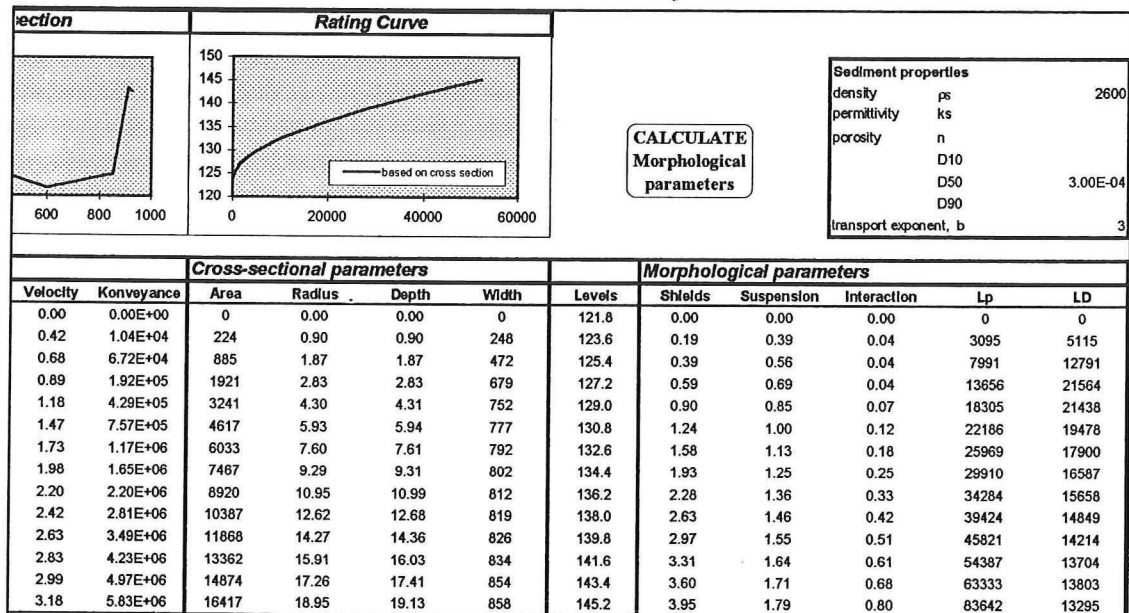 ection
Rating Curve
150
145
140
135
130
125
120
based on cross section
600 800 1000
0 20000 40000 60000
CALCULATE
Morphological
parameters
Sediment properties
density ρs 2600
permittivity ks
porosity n
D10
D50 3.00E-04
D90
transport exponent, b 3
Cross-sectional parameters Morphological parameters
Velocity Konveyance Area Radius Depth Width Levels Shields Suspension Interaction Lp LD
0.00 0.00E+00 0 0.00 0.00 0 121.8 0.00 0.00 0.00 0 0
0.42 1.04E+04 224 0.90 0.90 248 123.6 0.19 0.39 0.04 3095 5115
0.68 6.72E+04 885 1.87 1.87 472 125.4 0.39 0.56 0.04 7991 12791
0.89 1.92E+05 1921 2.83 2.83 679 127.2 0.59 0.69 0.04 13656 21564
1.18 4.29E+05 3241 4.30 4.31 752 129.0 0.90 0.85 0.07 18305 21438
1.47 7.57E+05 4617 5.93 5.94 777 130.8 1.24 1.00 0.12 22186 19478
1.73 1.17E+06 6033 7.60 7.61 792 132.6 1.58 1.13 0.18 25969 17900
1.98 1.65E+06 7467 9.29 9.31 802 134.4 1.93 1.25 0.25 29910 16587
2.20 2.20E+06 8920 10.95 10.99 812 136.2 2.28 1.36 0.33 34284 15658
2.42 2.81E+06 10387 12.62 12.68 819 138.0 2.63 1.46 0.42 39424 14849
2.63 3.49E+06 11868 14.27 14.36 826 139.8 2.97 1.55 0.51 45821 14214
2.83 4.23E+06 13362 15.91 16.03 834 141.6 3.31 1.64 0.61 54387 13704
2.99 4.97E+06 14874 17.26 17.41 854 143.4 3.60 1.71 0.68 63333 13803
3.18 5.83E+06 16417 18.95 19.13 858 145.2 3.95 1.79 0.80 83642 13295